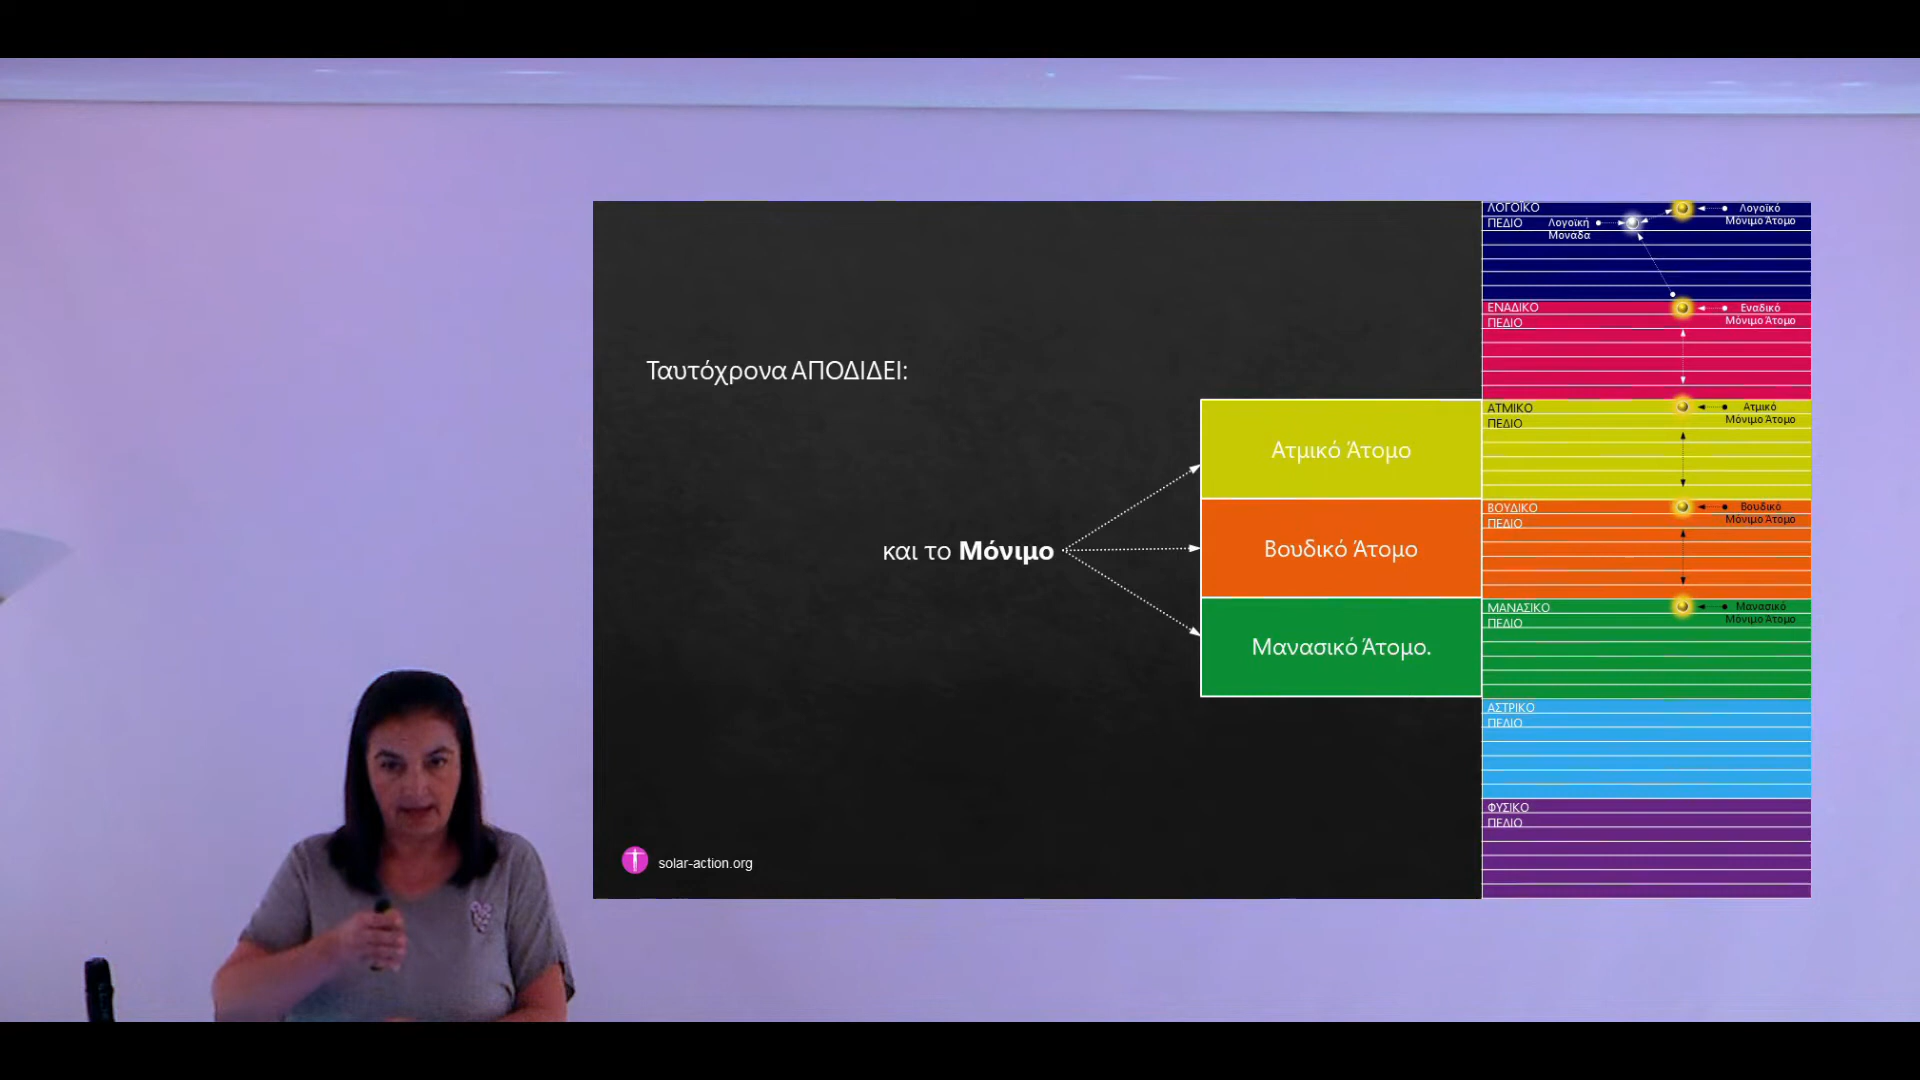 Ταυτόχρονα ΑΠΟΔΙΔΕΙ:
και το Μόνιμο
Ατμικό Άτομο
Βουδικό Άτομο
Μανασικό Άτομο.
solar-action.org
ΛΟΓΟΪΚΟ
ΠΕΔΙΟ
Λογοϊκή
Μονάδα
Λογοϊκό
Μόνιμο Άτομο
ΕΝΑΔΙΚΟ
ΠΕΔΙΟ
Εναδικό
Μόνιμο Άτομο
ΑΤΜΙΚΟ
ΠΕΔΙΟ
Ατμικό
Μόνιμο Άτομο
ΒΟΥΔΙΚΟ
ΠΕΔΙΟ
Βουδικό
Μόνιμο Άτομο
ΜΑΝΑΣΙΚΟ
ΠΕΔΙΟ
Μανασικό
Μόνιμο Άτομο
ΑΣΤΡΙΚΟ
ΠΕΔΙΟ
ΦΥΣΙΚΟ
ΠΕΔΙΟ